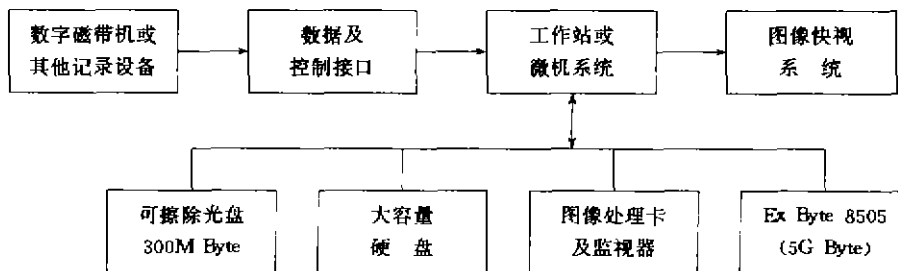 数字磁带机或
其他记录设备
数据及
控制接口
工作站或
微机系统
图像快视
系 统
可擦除光盘
300M Byte
大容量
硬 盘
图像处理卡
及监视器
Ex Byte 8505
(5G Byte)